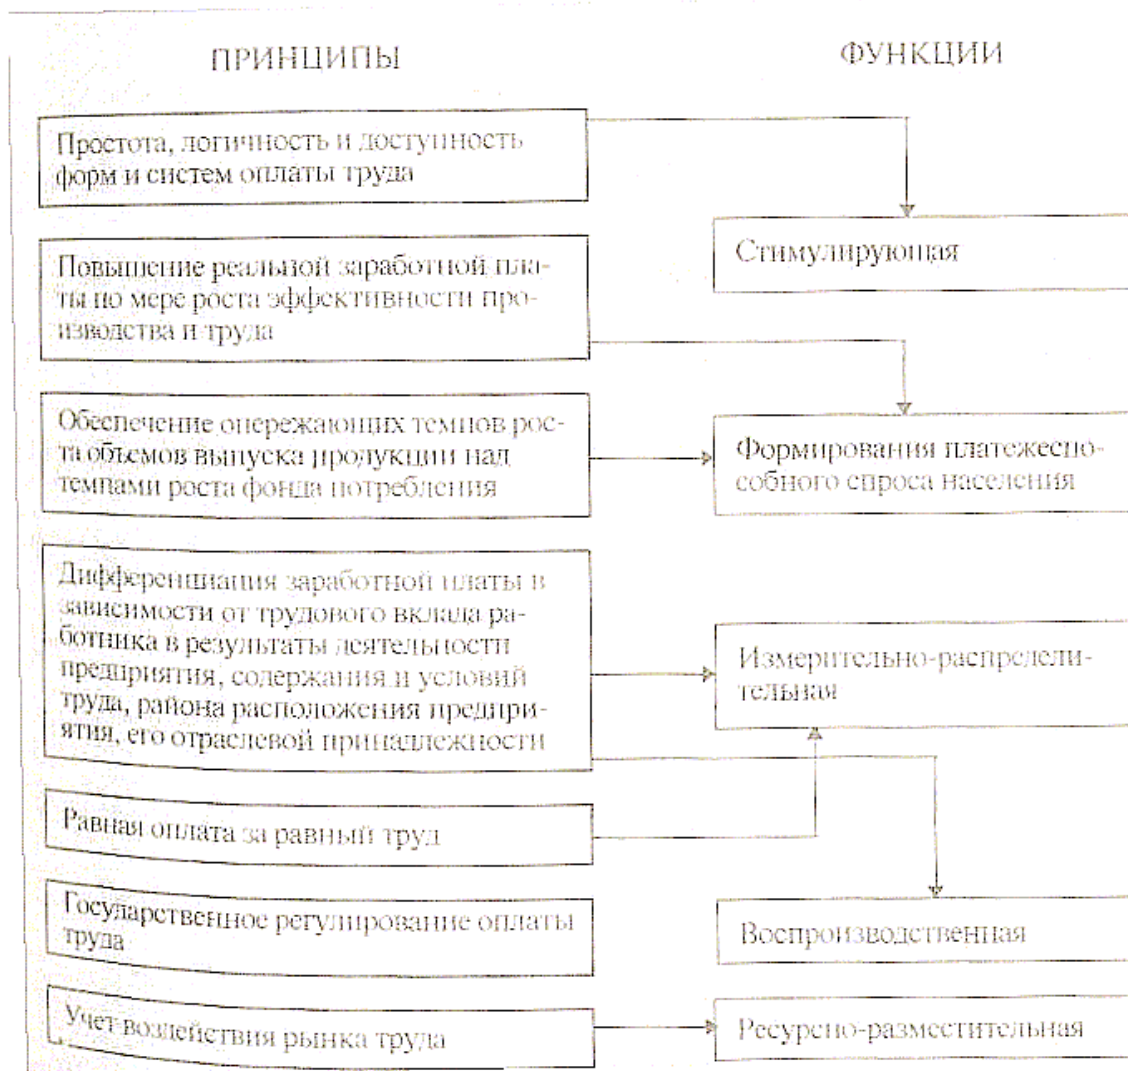 ПРИНЦИПЫ
ФУНКЦИИ
Простота, логичность и доступность
форм и систем оплаты труда
Повышение реальной заработной пла-
ты по мере роста эффективности про-
изводства и труда
Обеспечение опережающих темпов рос-
та объемов выпуска продукции над
темпами роста фонда потребления
Дифференциация заработной платы в
зависимости от трудового вклада ра-
ботника в результаты деятельности
предприятия, содержания и условий
труда, района расположения предпри-
ятия, его отраслевой принадлежности
Равная оплата за равный труд
Государственное регулирование оплаты
труда
Учет воздействия рынка труда
Стимулирующая
Формирования платежеспо-
собного спроса населения
Измерительно-распредели-
тельная
Воспроизводственная
Ресурсно-разместительная